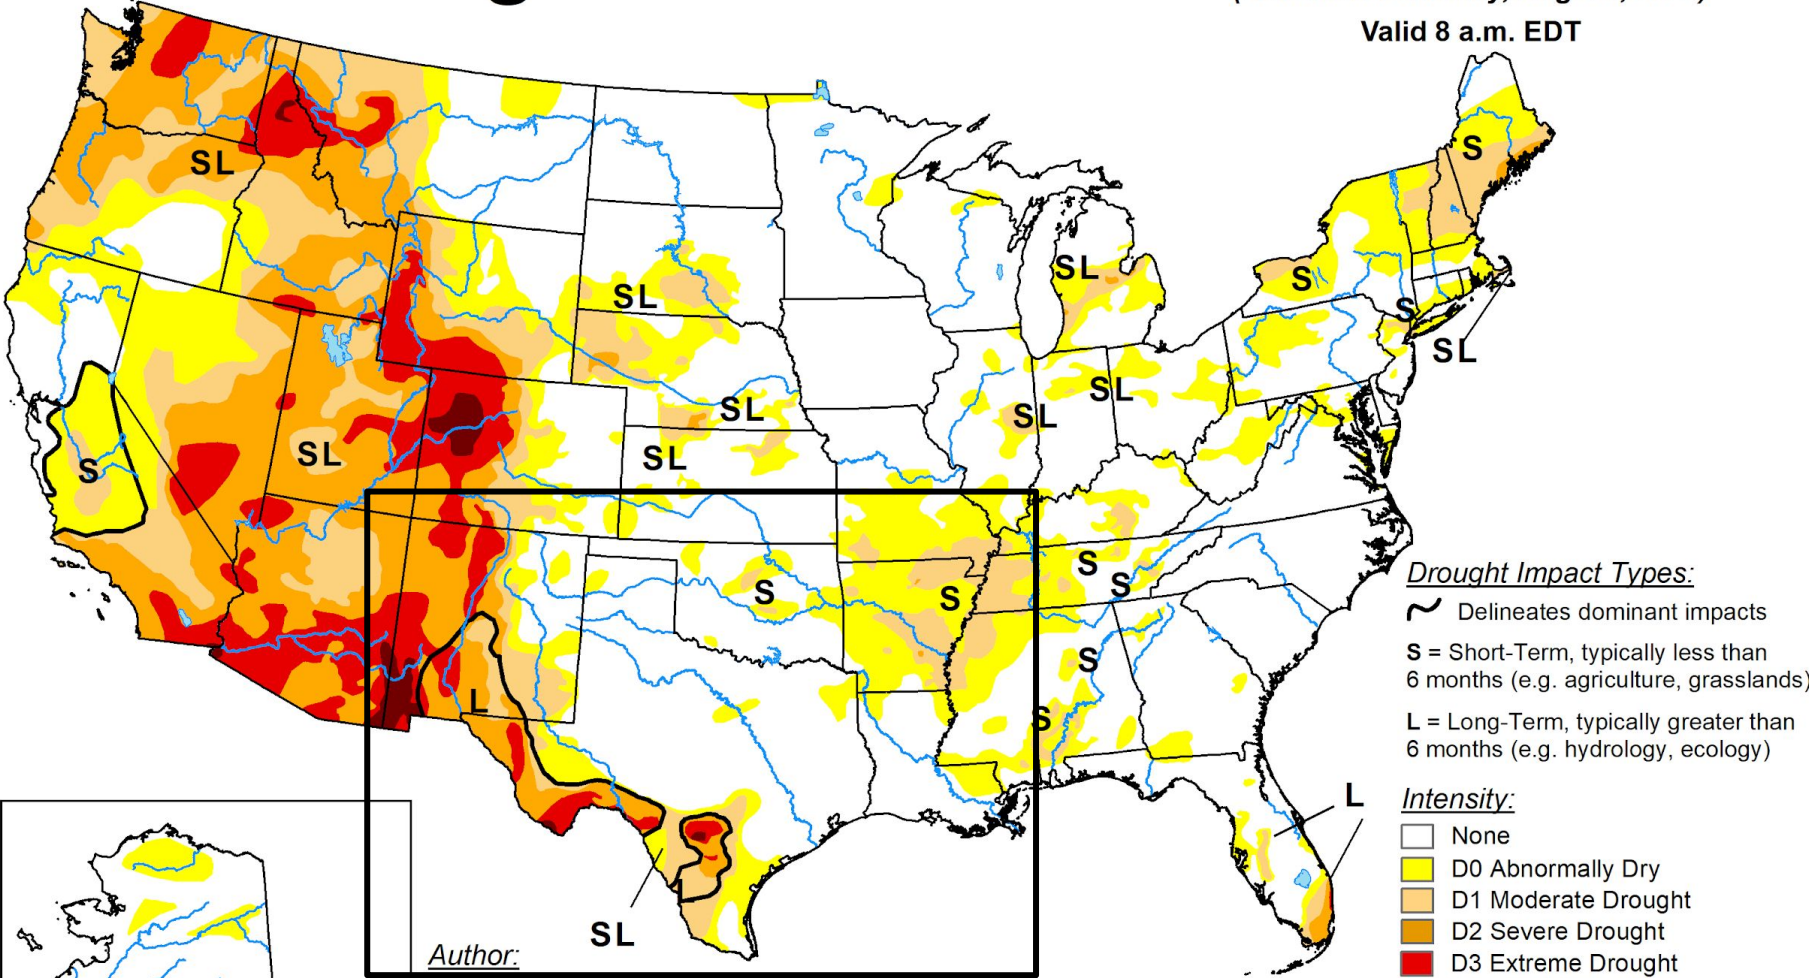 Valid 8 a.m. EDT
SL
S
SL
SL
S
S
SL
SL
SL
SL
SL
SL
S
SL
S
S
S
S
S
S
L
L
L
SL
Drought Impact Types:
Delineates dominant impacts
S = Short-Term, typically less than
6 months (e.g. agriculture, grasslands)
L = Long-Term, typically greater than
6 months (e.g. hydrology, ecology)
Intensity:
None
D0 Abnormally Dry
D1 Moderate Drought
D2 Severe Drought
D3 Extreme Drought
Author: